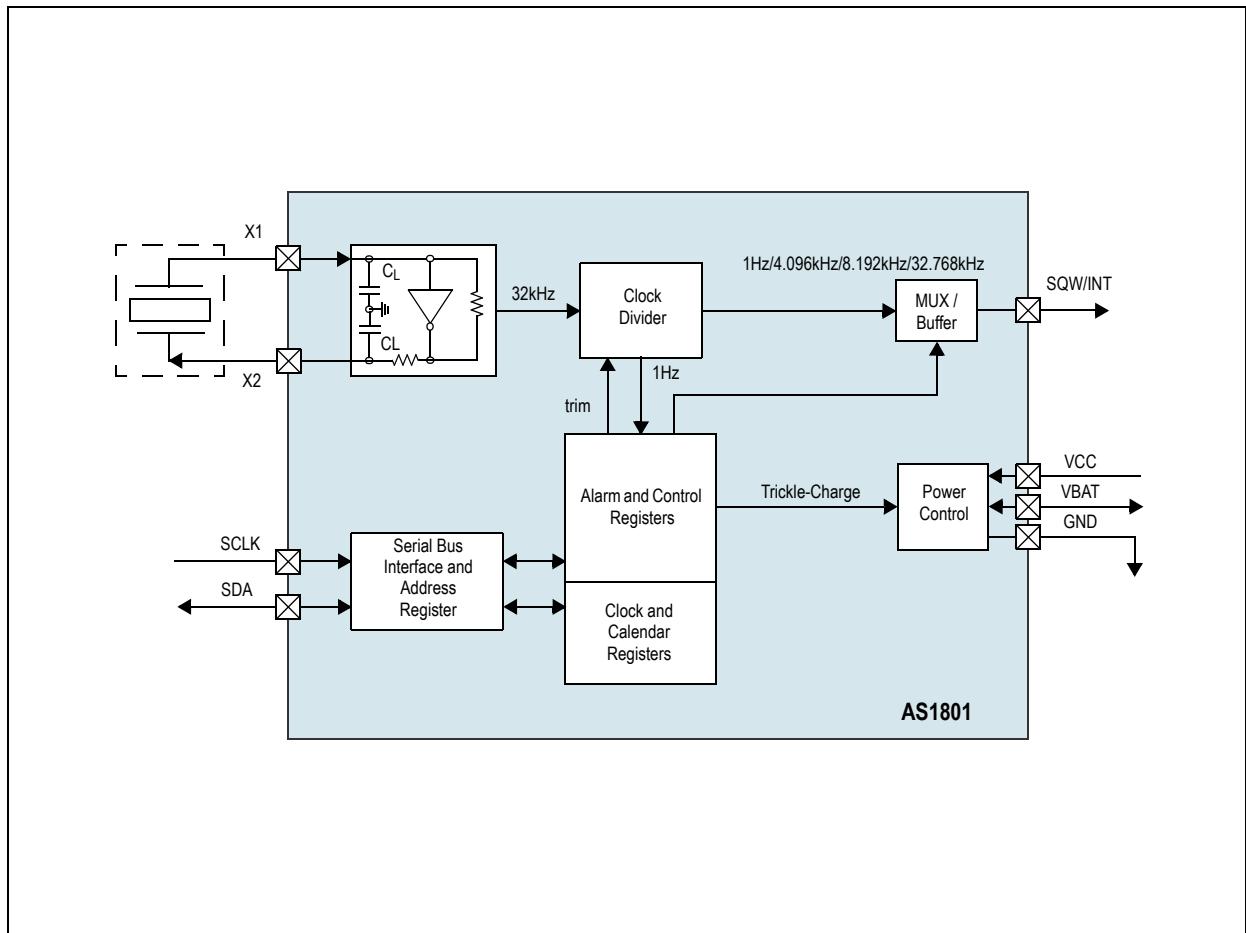 X1
C_L
CL
X2
32kHz
Clock
Divider
1Hz/4.096kHz/8.192kHz/32.768kHz
MUX /
Buffer
SQW/INT
trim
1Hz
Alarm and Control
Registers
Trickle-Charge
Power
Control
VCC
VBAT
GND
SCLK
SDA
Serial Bus
Interface and
Address
Register
Clock and
Calendar
Registers
AS1801